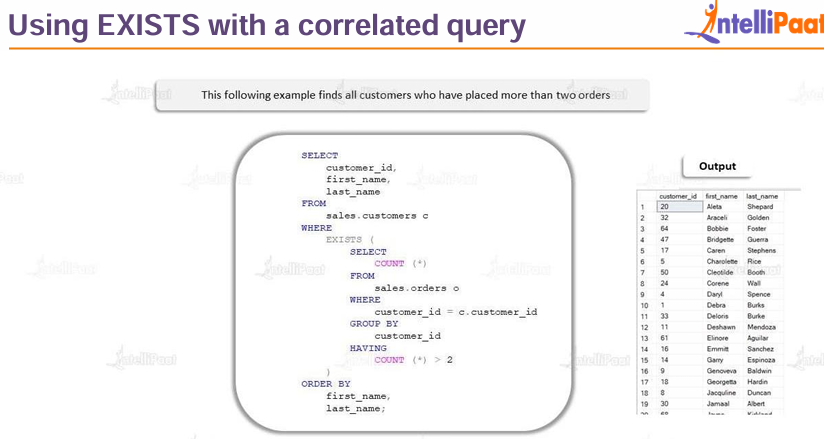 Using EXISTS with a correlated query
IntelliPaat
This following example finds all customers who have placed more than two orders
SELECT
customer_id,
first_name,
last_name
FROM
sales.customers c
WHERE
EXISTS (
SELECT
COUNT (*)
FROM
sales.orders o
WHERE
customer_id = c.customer_id
GROUP BY
customer_id
HAVING
COUNT (*) > 2
)
ORDER BY
first_name,
last_name;
Output
customer_id first_name last_name
1 20 Aleta Shepard
2 32 Araceli Golden
3 64 Bobbie Foster
4 47 Bridgette Guerra
5 17 Caren Stephens
6 5 Charolette Rice
7 50 Cleotilde Booth
8 24 Corene Wall
9 4 Daryl Spence
10 1 Debra Burks
11 33 Deloris Burke
12 11 Deshawn Mendoza
13 61 Elinore Aguilar
14 16 Emmitt Sanchez
15 14 Garry Espinoza
16 9 Genoveva Baldwin
17 18 Georgetta Hardin
18 8 Jacquline Duncan
19 30 Jamaal Albert